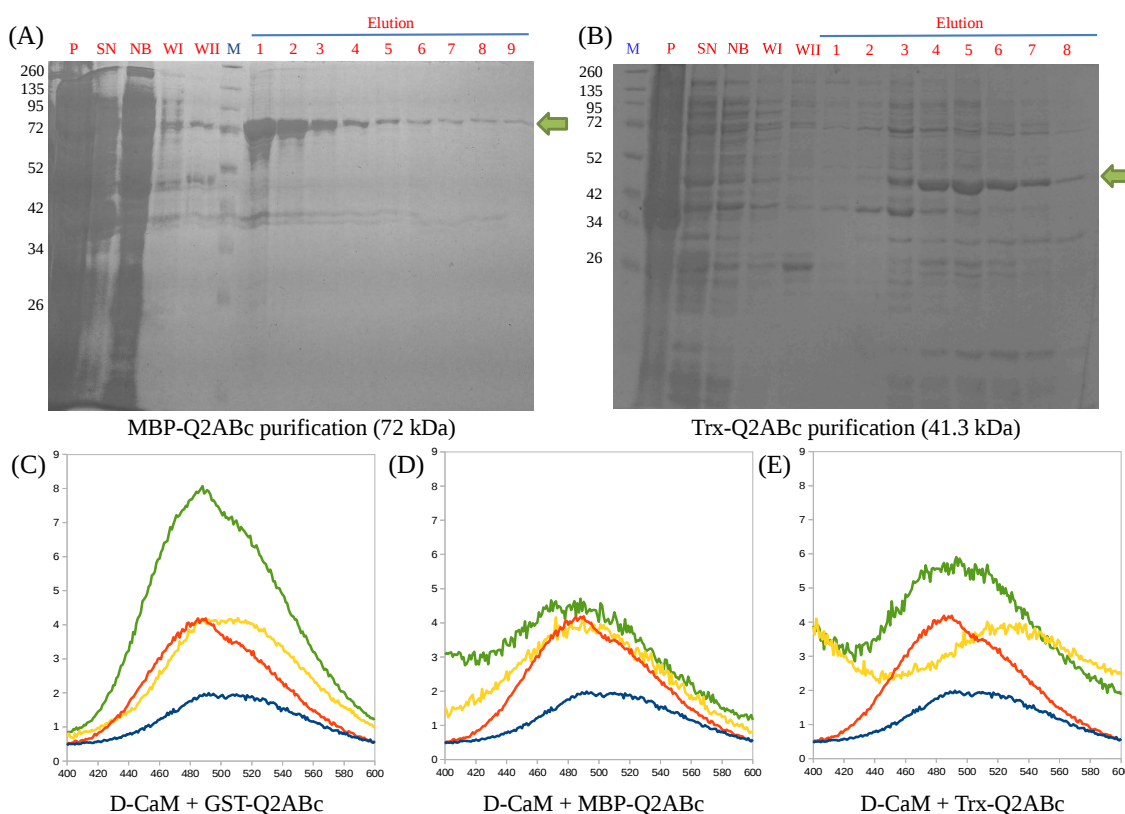 Elution
(A)
P SN NB WI WII M 1 2 3 4 5 6 7 8 9
260
135
95
72
52
42
34
26
MBP-Q2ABc purification (72 kDa)
Elution
(B)
M P SN NB WI WII 1 2 3 4 5 6 7 8
260
135
95
72
52
42
34
26
Trx-Q2ABc purification (41.3 kDa)
(C)
9
8
7
6
5
4
3
2
1
0
400 420 440 460 480 500 520 540 560 580 600
D-CaM + GST-Q2ABc
(D)
9
8
7
6
5
4
3
2
1
0
400 420 440 460 480 500 520 540 560 580 600
D-CaM + MBP-Q2ABc
(E)
9
8
7
6
5
4
3
2
1
0
400 420 440 460 480 500 520 540 560 580 600
D-CaM + Trx-Q2ABc